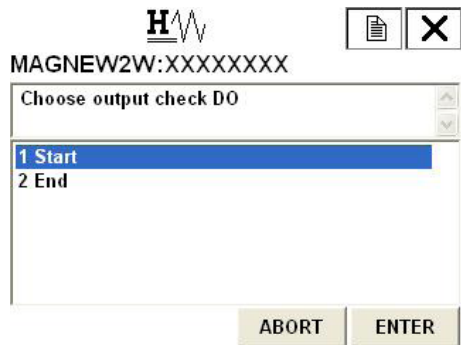 H
MAGNEW2W:XXXXXXXX
Choose output check DO
1 Start
2 End
ABORT ENTER